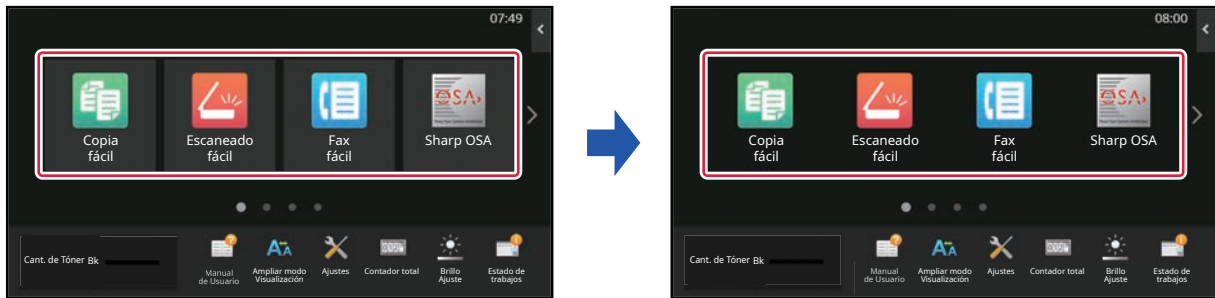 07:49
Copia
fácil
Escaneado
fácil
Fax
fácil
Sharp OSA
Cant. de Tóner Bk
Manual
de Usuario
Ampliar modo
Visualización
Ajustes
Contador total
Brillo
Ajuste
Estado de
trabajos
08:00
Copia
fácil
Escaneado
fácil
Fax
fácil
Sharp OSA
Cant. de Tóner Bk
Manual
de Usuario
Ampliar modo
Visualización
Ajustes
Contador total
Brillo
Ajuste
Estado de
trabajos